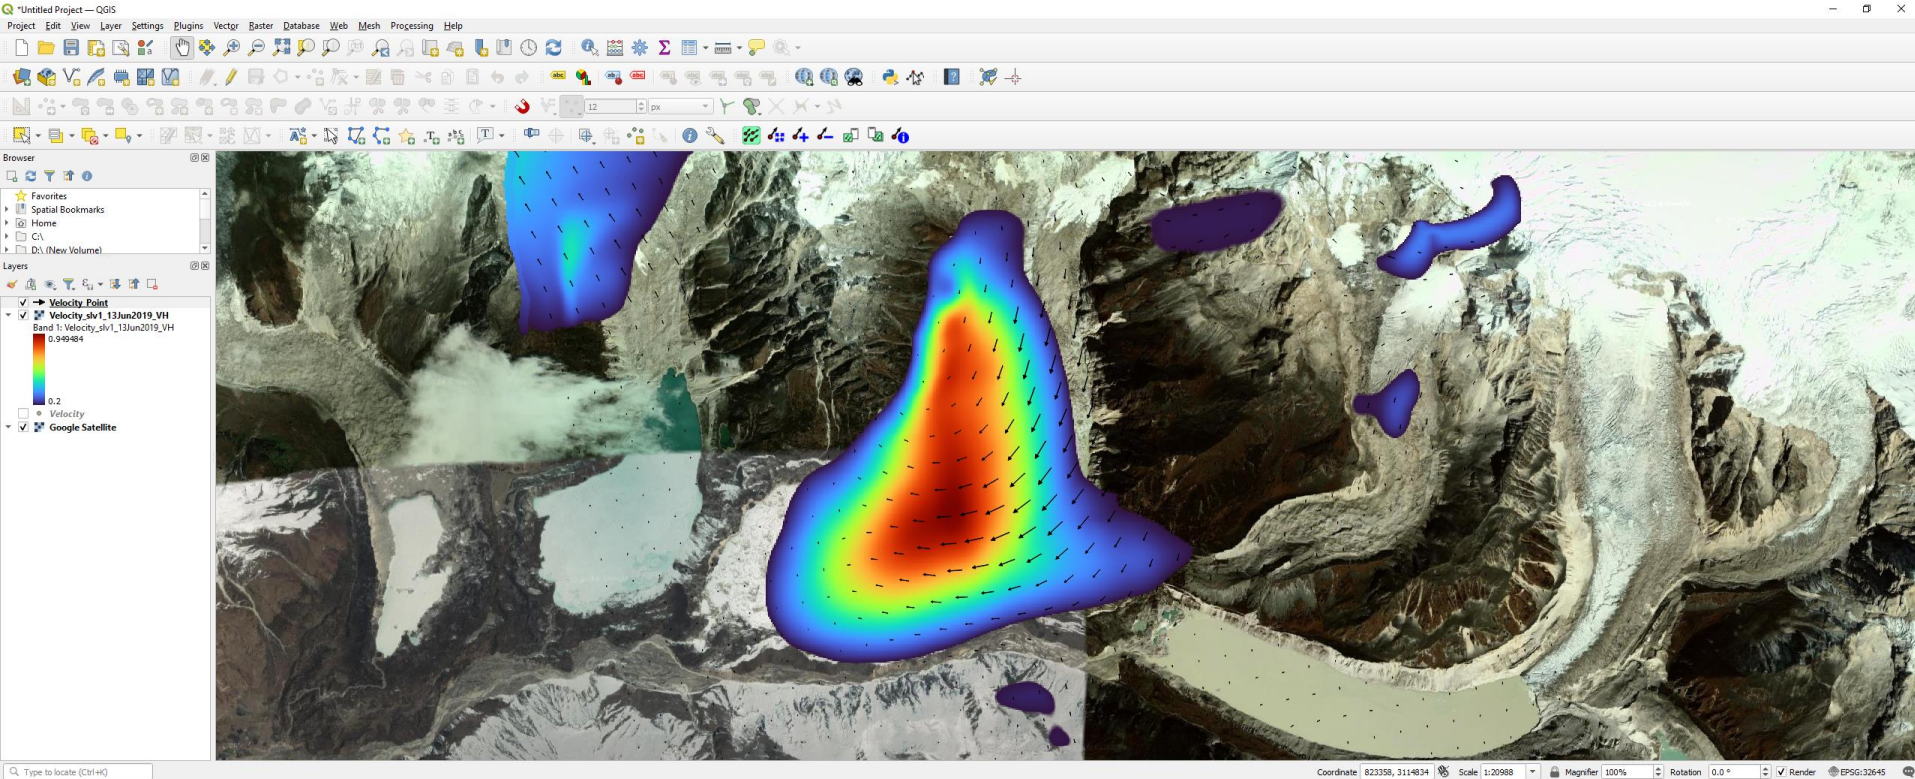 *Untitled Project — QGIS
Project Edit View Layer Settings Plugins Vector Raster Database Web Mesh Processing Help
12 px
Browser
Favorites
Spatial Bookmarks
Home
C:\
D:\ (New Volume)
Layers
Velocity_Point
Velocity_slv1_13Jun2019_VH
Band 1: Velocity_slv1_13Jun2019_VH
0.949484
0.2
Velocity
Google Satellite
Type to locate (Ctrl+K)
Coordinate 823358, 3114834 Scale 1:20988 Magnifier 100% Rotation 0.0 ° Render EPSG:32645